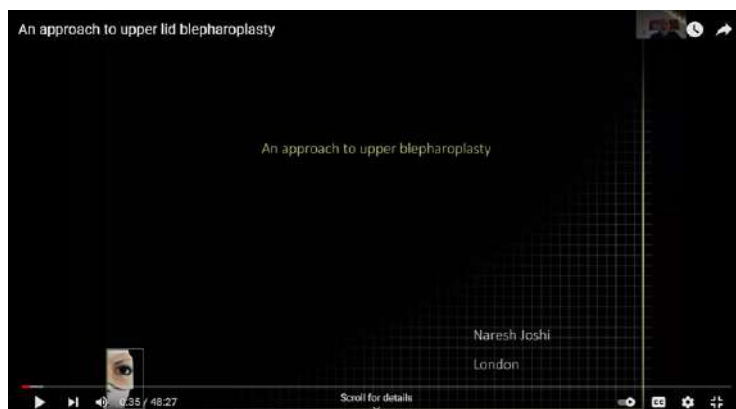 An approach to upper lid blepharoplasty
An approach to upper blepharoplasty
Naresh Joshi
London
0:35 / 48:27
Scroll for details
CC